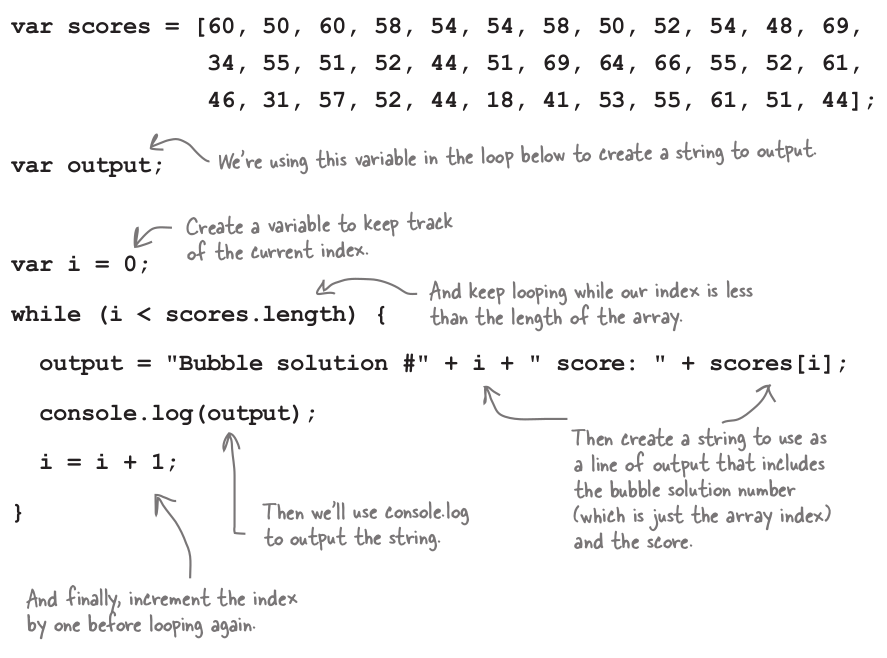 var scores = [60, 50, 60, 58, 54, 54, 58, 50, 52, 54, 48, 69,
34, 55, 51, 52, 44, 51, 69, 64, 66, 55, 52, 61,
46, 31, 57, 52, 44, 18, 41, 53, 55, 61, 51, 44];
var output;
We're using this variable in the loop below to create a string to output.
Create a variable to keep track
of the current index.
var i = 0;
And keep looping while our index is less
than the length of the array.
while (i < scores.length) {
output = "Bubble solution #" + i + " score: " + scores[i];
console.log(output);
Then create a string to use as
a line of output that includes
the bubble solution number
(which is just the array index)
and the score.
i = i + 1;
Then we'll use console.log
to output the string.
}
And finally, increment the index
by one before looping again.